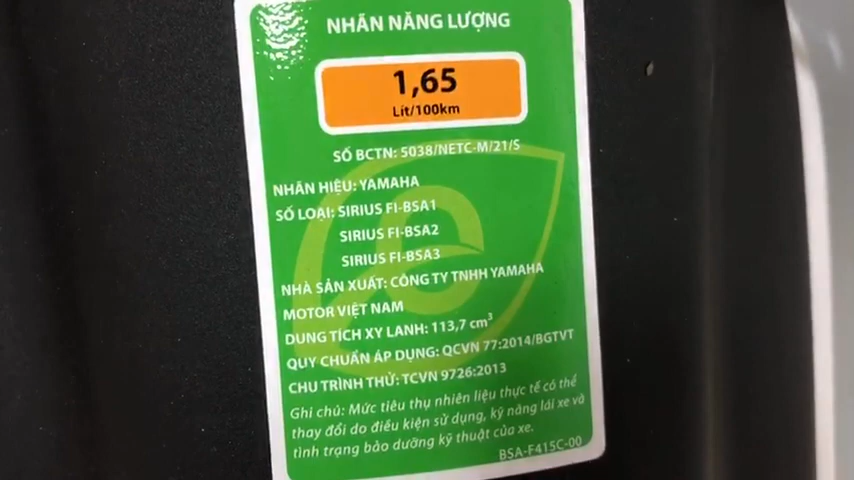 NHÃN NĂNG LƯỢNG
1,65
Lít/100km
SỐ BCTN: 5038/NETC-M/21/S
NHÃN HIỆU: YAMAHA
SỐ LOẠI: SIRIUS FI-BSA1
SIRIUS FI-BSA2
SIRIUS FI-BSA3
NHÀ SẢN XUẤT: CÔNG TY TNHH YAMAHA
MOTOR VIỆT NAM
DUNG TÍCH XY LANH: 113,7 cm³
QUY CHUẨN ÁP DỤNG: QCVN 77:2014/BGTVT
CHU TRÌNH THỬ: TCVN 9726:2013
Ghi chú: Mức tiêu thụ nhiên liệu thực tế có thể
thay đổi do điều kiện sử dụng, kỹ năng lái xe và
tình trạng bảo dưỡng kỹ thuật của xe.
BSA-F415C-00